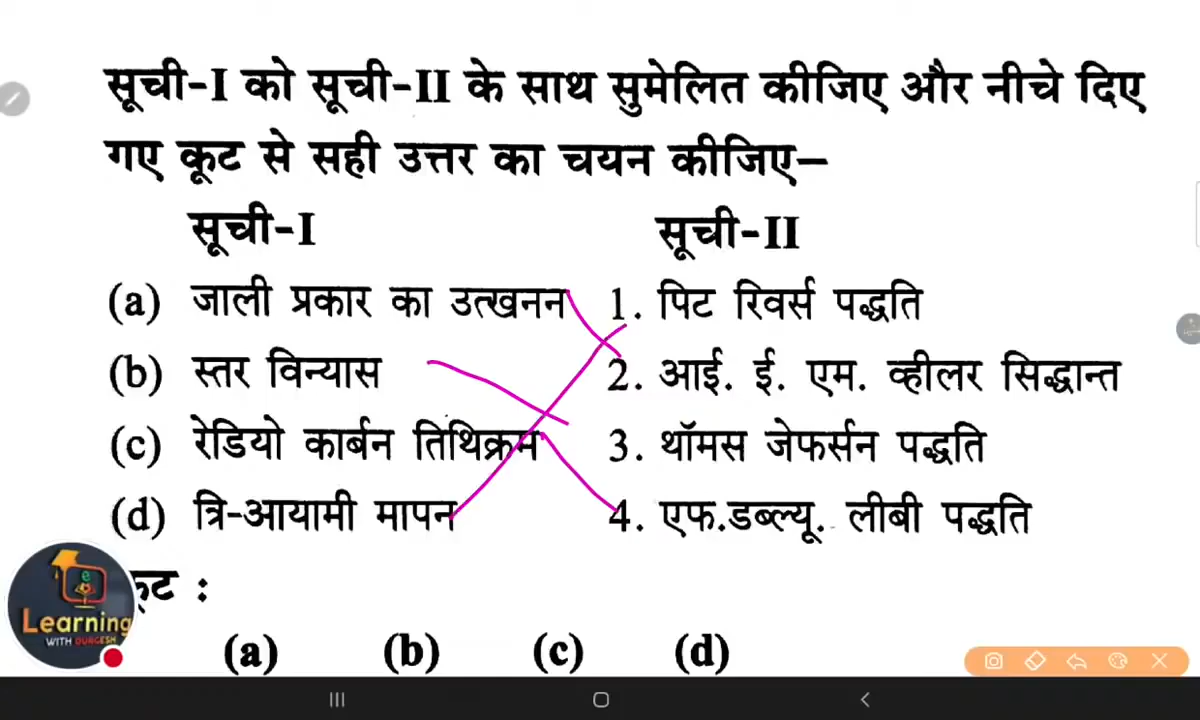 सूची-I को सूची-II के साथ सुमेलित कीजिए और नीचे दिए
गए कूट से सही उत्तर का चयन कीजिए–
सूची-I सूची-II
(a) जाली प्रकार का उत्खनन 1. पिट रिवर्स पद्धति
(b) स्तर विन्यास 2. आई. ई. एम. व्हीलर सिद्धान्त
(c) रेडियो कार्बन तिथिक्रम 3. थॉमस जेफर्सन पद्धति
(d) त्रि-आयामी मापन 4. एफ.डब्ल्यू. लीबी पद्धति
कूट :
(a) (b) (c) (d)
Learning
WITH DURGESH